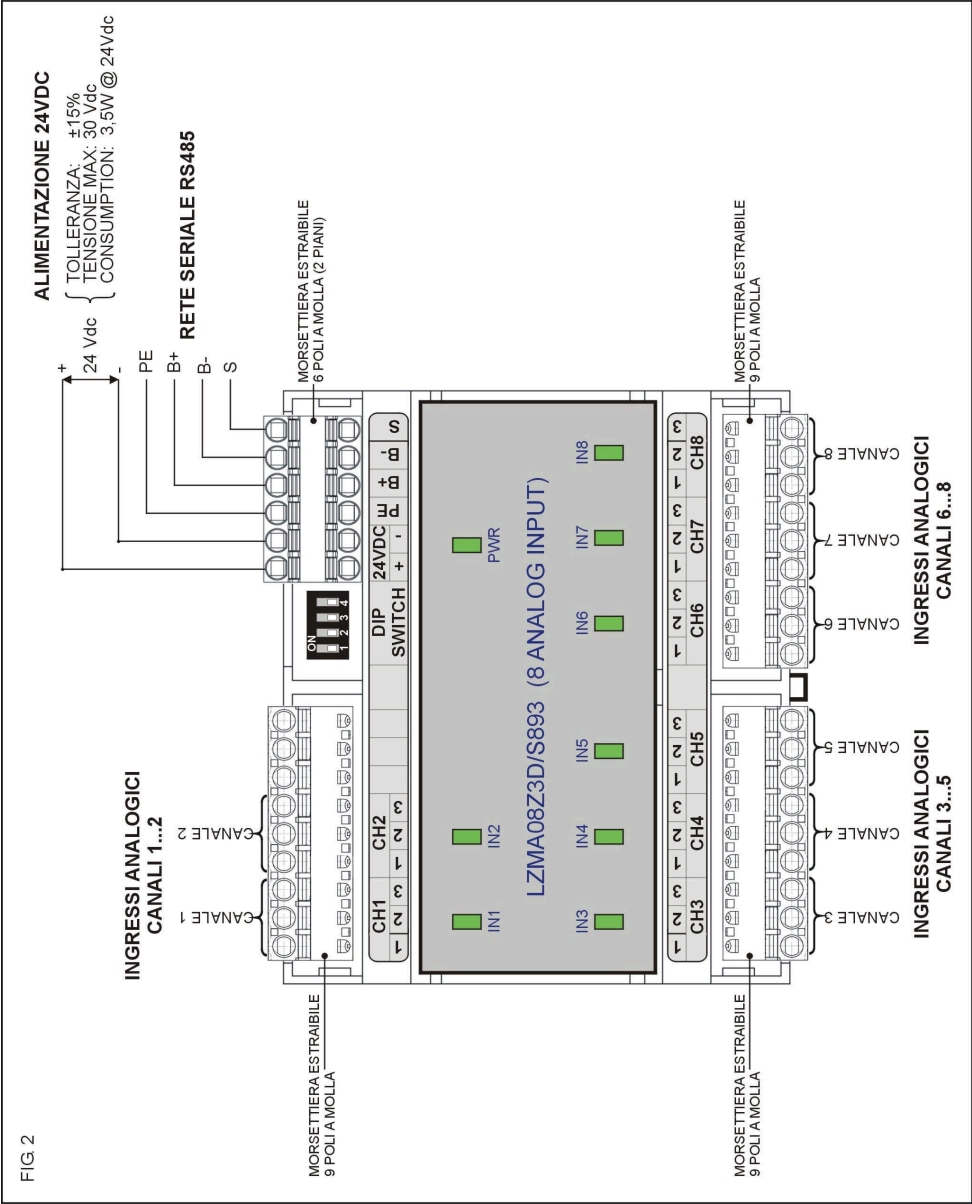 FIG. 2
ALIMENTAZIONE 24VDC
TOLLERANZA: ±15%
TENSIONE MAX: 30 Vdc
CONSUMPTION: 3,5W @ 24Vdc
+
24 Vdc
-
RETE SERIALE RS485
PE
B+
B-
S
INGRESSI ANALOGICI
CANALI 1...2
CANALE 1
CANALE 2
MORSETTIERA ESTRAIBILE
9 POLI A MOLLA
MORSETTIERA ESTRAIBILE
6 POLI A MOLLA (2 PIANI)
ON
1 2 3 4
CH1
1 2 3
CH2
1 2 3
DIP
SWITCH
24VDC
+ - PE B+ B- S
IN1
IN2
PWR
LZMA08Z3D/S893 (8 ANALOG INPUT)
IN3
IN4
IN5
IN6
IN7
IN8
1 2 3
CH3
1 2 3
CH4
1 2 3
CH5
1 2 3
CH6
1 2 3
CH7
1 2 3
CH8
MORSETTIERA ESTRAIBILE
9 POLI A MOLLA
MORSETTIERA ESTRAIBILE
9 POLI A MOLLA
CANALE 3
CANALE 4
CANALE 5
CANALE 6
CANALE 7
CANALE 8
INGRESSI ANALOGICI
CANALI 3...5
INGRESSI ANALOGICI
CANALI 6...8